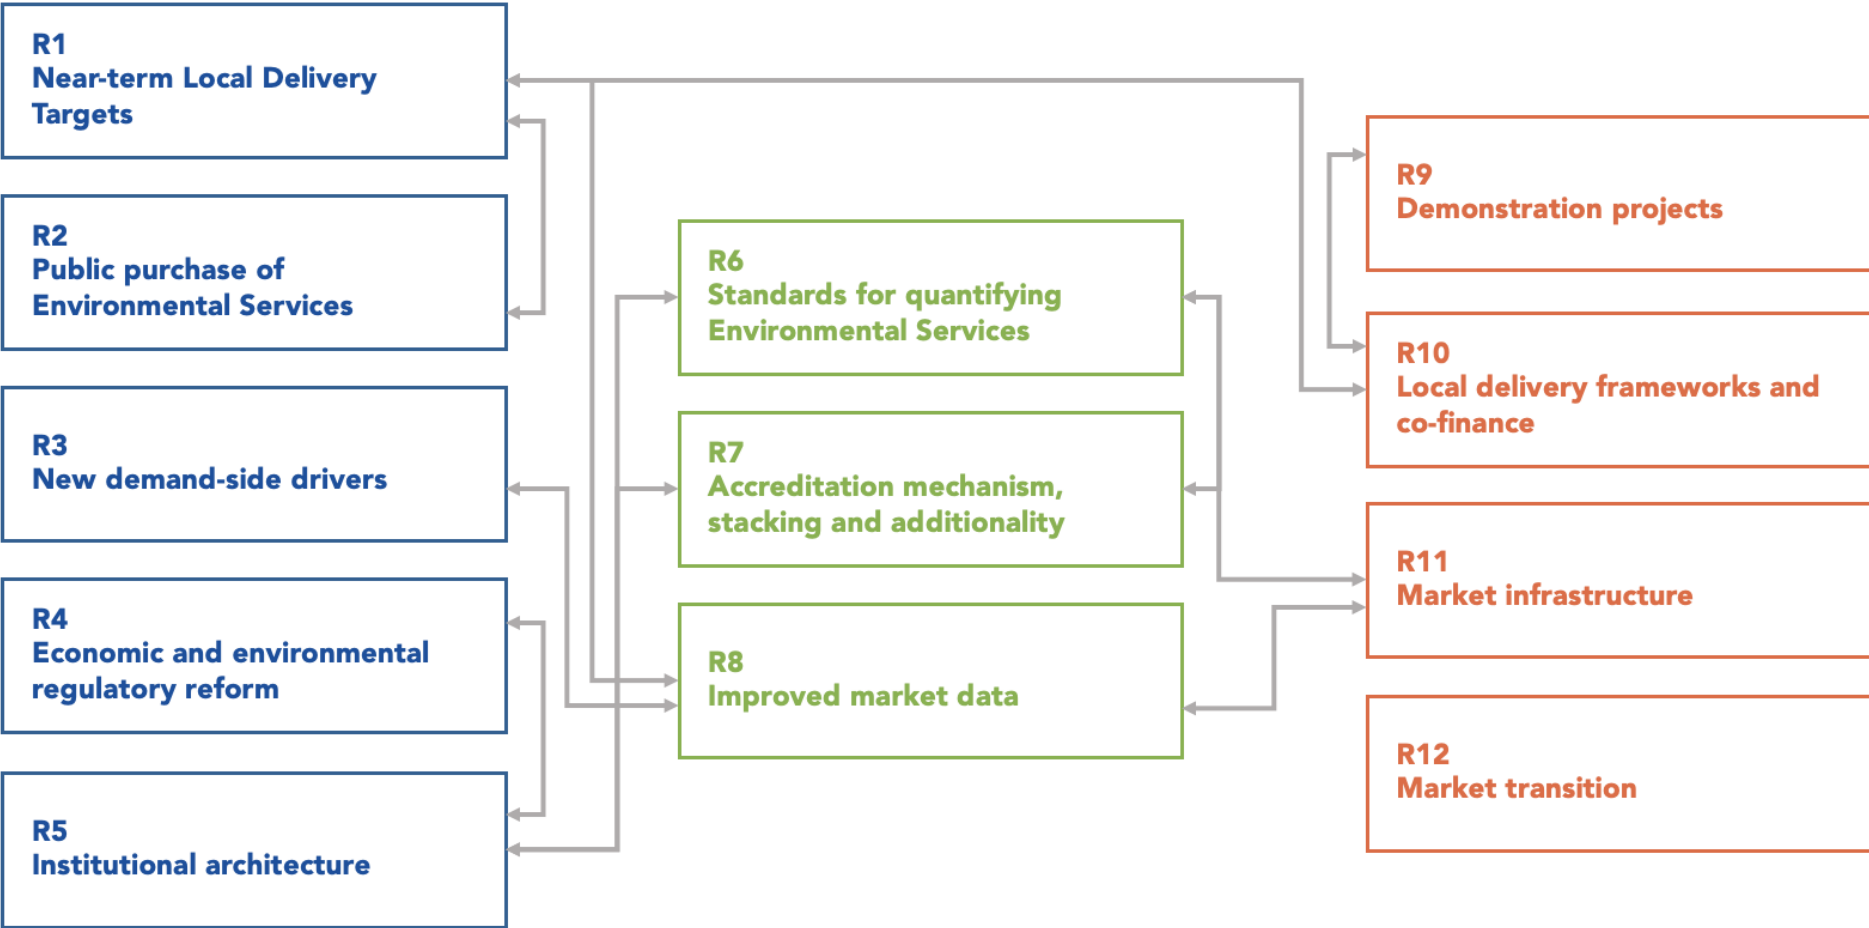 R1
Near-term Local Delivery
Targets
R2
Public purchase of
Environmental Services
R3
New demand-side drivers
R4
Economic and environmental
regulatory reform
R5
Institutional architecture
R6
Standards for quantifying
Environmental Services
R7
Accreditation mechanism,
stacking and additionality
R8
Improved market data
R9
Demonstration projects
R10
Local delivery frameworks and
co-finance
R11
Market infrastructure
R12
Market transition